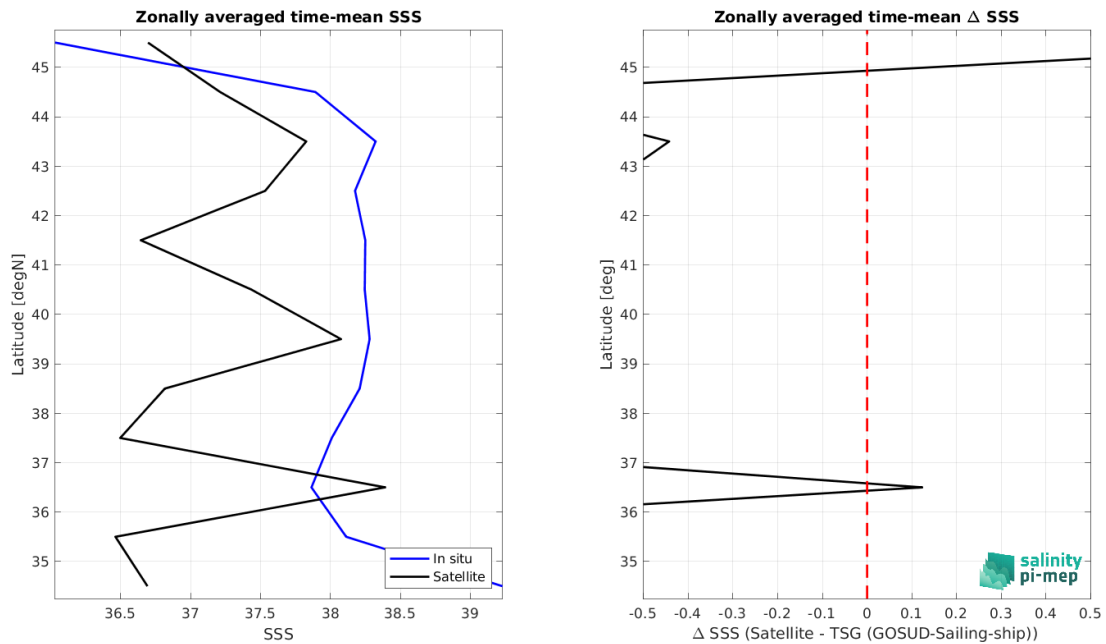 Zonally averaged time-mean SSS
45
44
43
42
41
40
39
38
37
36
35
Latitude [degN]
36.5 37 37.5 38 38.5 39
SSS
In situ
Satellite
Zonally averaged time-mean Δ SSS
45
44
43
42
41
40
39
38
37
36
35
Latitude [deg]
-0.5 -0.4 -0.3 -0.2 -0.1 0 0.1 0.2 0.3 0.4 0.5
Δ SSS (Satellite - TSG (GOSUD-Sailing-ship))
salinity
pi-mep